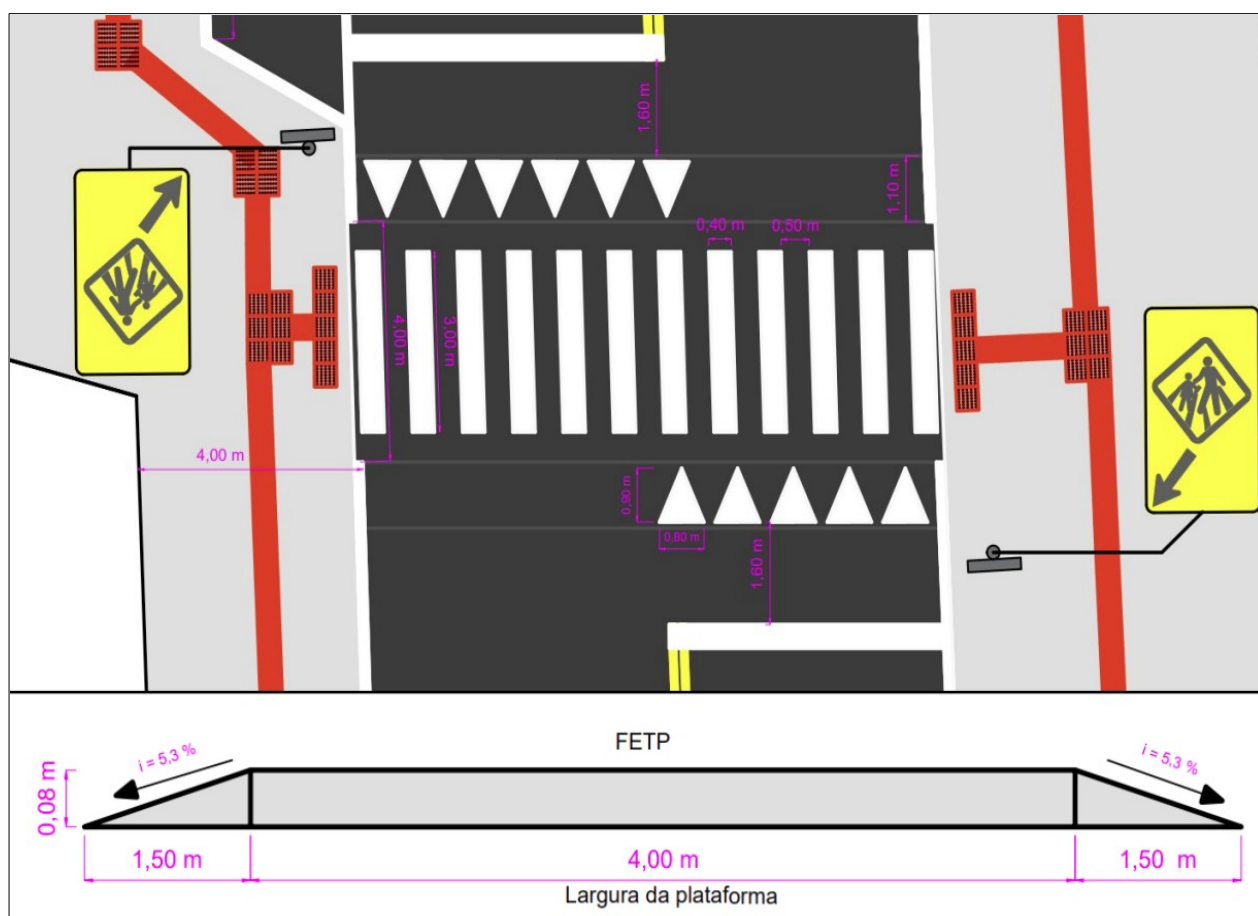 1,60 m
1,10 m
0,40 m
0,50 m
4,00 m
3,00 m
4,00 m
0,90 m
0,80 m
1,60 m
FETP
i = 5,3 %
i = 5,3 %
0,08 m
1,50 m
4,00 m
1,50 m
Largura da plataforma